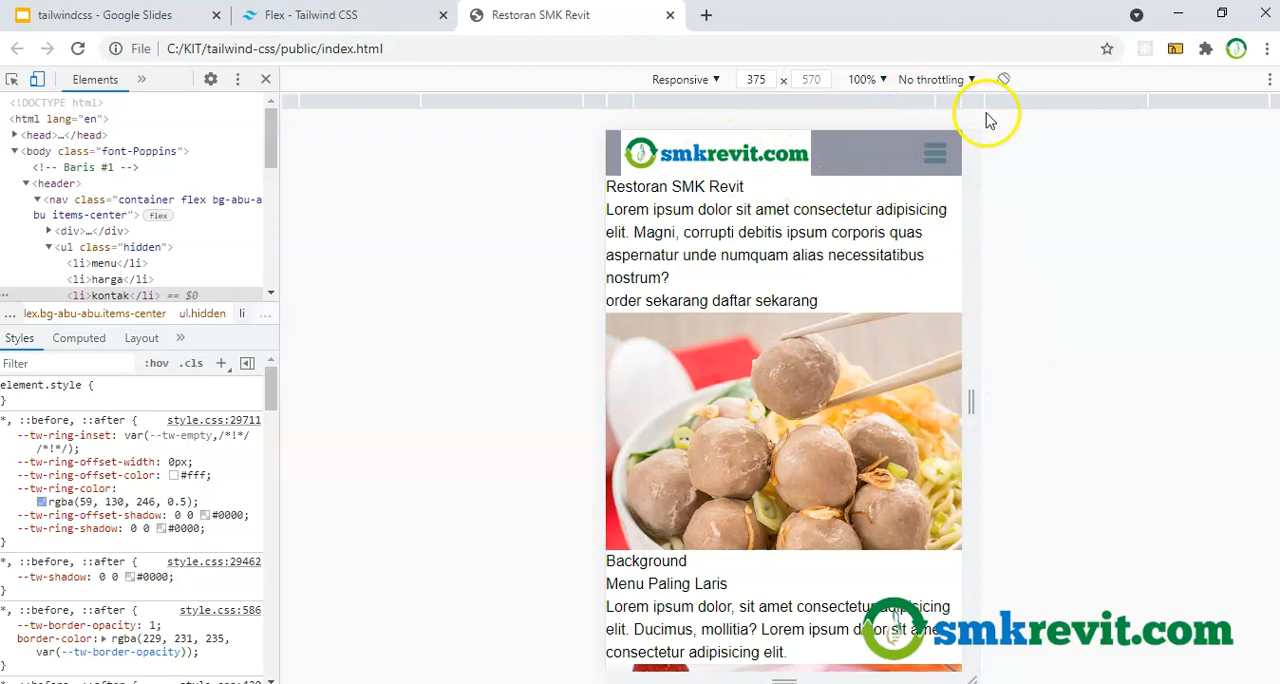 tailwindcss - Google Slides
Flex - Tailwind CSS
Restoran SMK Revit
File
C:/KIT/tailwind-css/public/index.html
Elements
Responsive
375
×
570
100%
No throttling
<!DOCTYPE html>
<html lang="en">
<head>…</head>
<body class="font-Poppins">
<!-- Baris #1 -->
<header>
<nav class="container flex bg-abu-a
bu items-center">
flex
<div>…</div>
<ul class="hidden">
<li>menu</li>
<li>harga</li>
<li>kontak</li> == $0
... lex.bg-abu-abu.items-center ul.hidden li ...
Styles
Computed
Layout
Filter
:hov .cls
element.style {
}
*, ::before, ::after {
style.css:29711
--tw-ring-inset: var(--tw-empty,/*!*/
/*!*/);
--tw-ring-offset-width: 0px;
--tw-ring-offset-color: #fff;
--tw-ring-color:
rgba(59, 130, 246, 0.5);
--tw-ring-offset-shadow: 0 0 #0000;
--tw-ring-shadow: 0 0 #0000;
}
*, ::before, ::after {
style.css:29462
--tw-shadow: 0 0 #0000;
}
*, ::before, ::after {
style.css:586
--tw-border-opacity: 1;
border-color: rgba(229, 231, 235,
var(--tw-border-opacity));
}
smkrevit.com
Restoran SMK Revit
Lorem ipsum dolor sit amet consectetur adipisicing
elit. Magni, corrupti debitis ipsum corporis quas
aspernatur unde numquam alias necessitatibus
nostrum?
order sekarang daftar sekarang
Background
Menu Paling Laris
Lorem ipsum dolor, sit amet consectetur adipisicing
elit. Ducimus, mollitia? Lorem ipsum dolor sit amet
consectetur adipisicing elit.
smkrevit.com